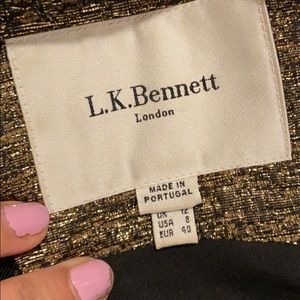 L.K.Bennett
London
MADE IN
PORTUGAL
UK 12
USA 8
EUR 40